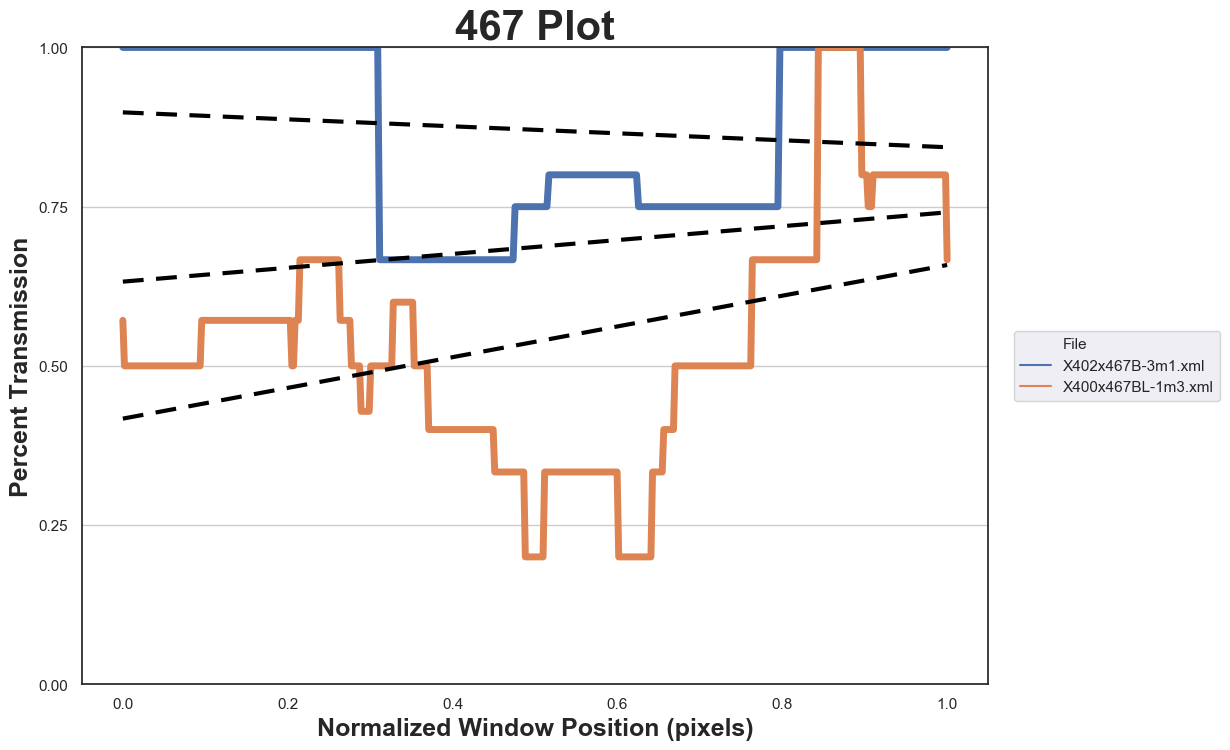 467 Plot
Percent Transmission
1.00
0.75
0.50
0.25
0.00
0.0 0.2 0.4 0.6 0.8 1.0
Normalized Window Position (pixels)
File
X402x467B-3m1.xml
X400x467BL-1m3.xml